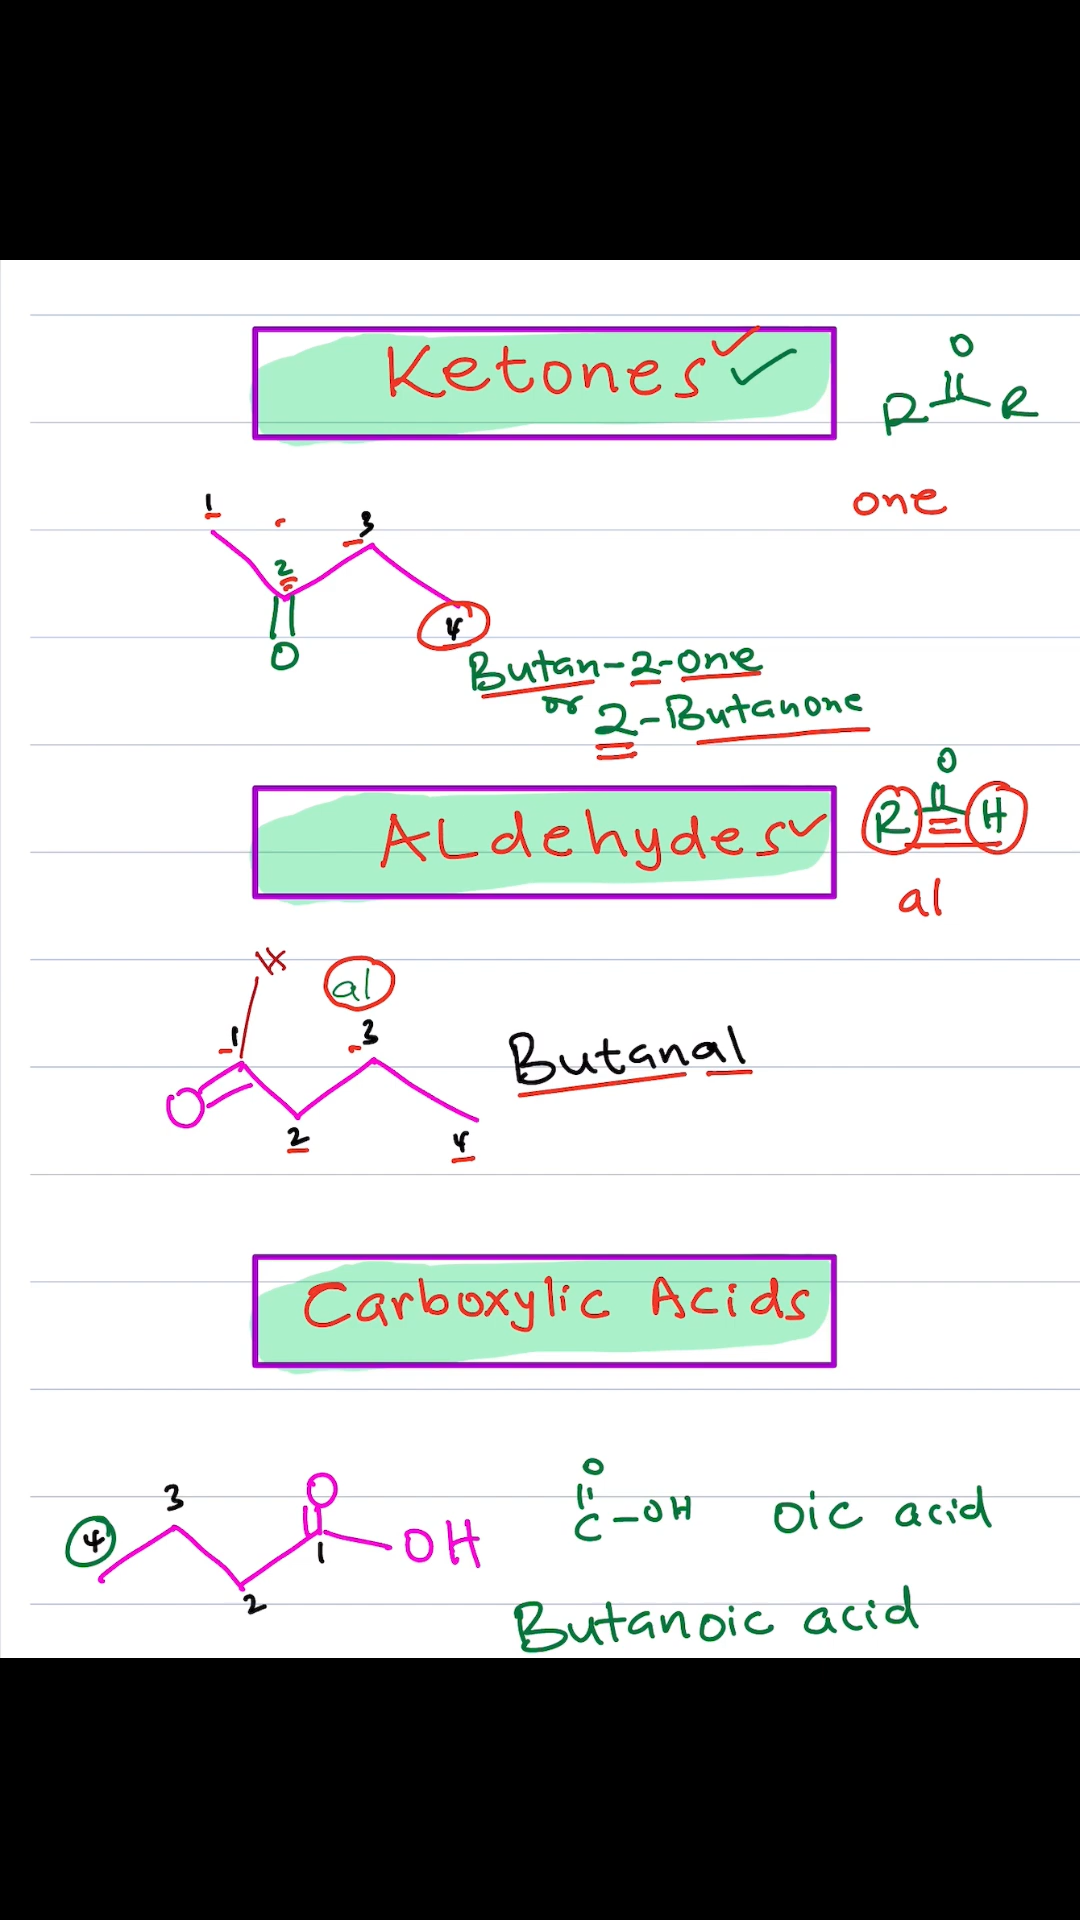 Ketones
O
R R
one
1 3
2
4
O
Butan-2-one
or 2-Butanone
ALdehydes
O
R H
al
H al
1 3
Butanal
O
2 4
Carboxylic Acids
O
3 O
C-OH oic acid
4 OH
1
2
Butanoic acid